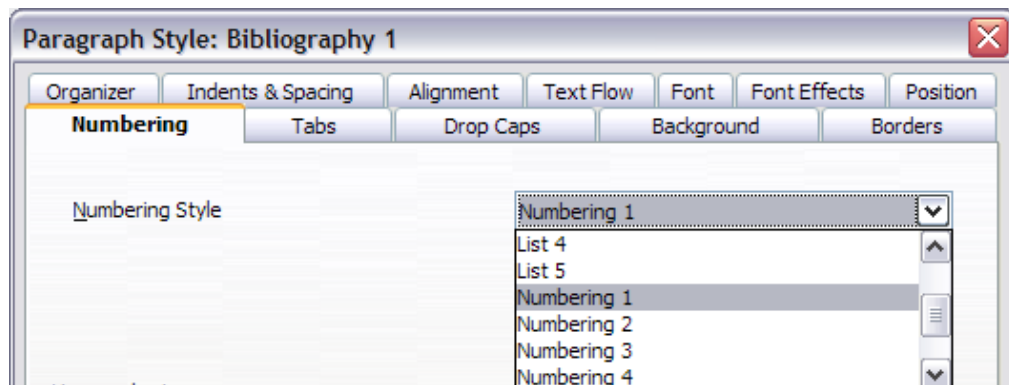 Paragraph Style: Bibliography 1
Organizer Indents & Spacing Alignment Text Flow Font Font Effects Position
Numbering Tabs Drop Caps Background Borders
Numbering Style Numbering 1
List 4
List 5
Numbering 1
Numbering 2
Numbering 3
Numbering 4